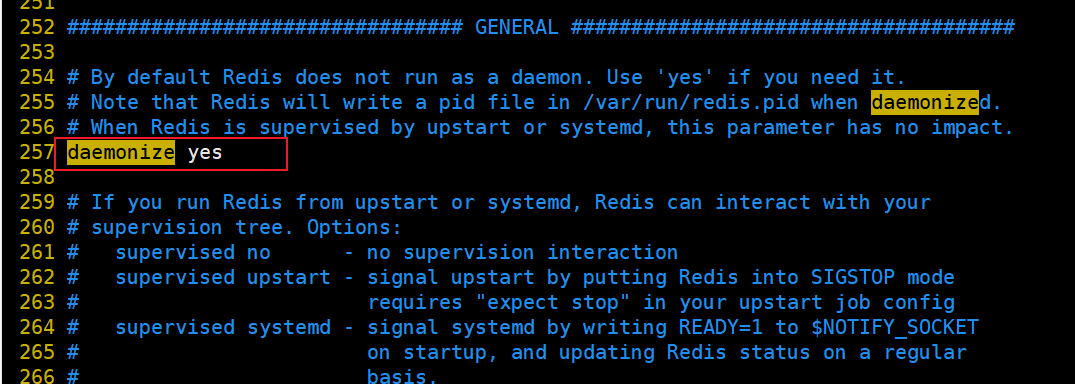 251
252 ################################# GENERAL #####################################
253
254 # By default Redis does not run as a daemon. Use 'yes' if you need it.
255 # Note that Redis will write a pid file in /var/run/redis.pid when daemonized.
256 # When Redis is supervised by upstart or systemd, this parameter has no impact.
257 daemonize yes
258
259 # If you run Redis from upstart or systemd, Redis can interact with your
260 # supervision tree. Options:
261 #   supervised no      - no supervision interaction
262 #   supervised upstart - signal upstart by putting Redis into SIGSTOP mode
263 #                        requires "expect stop" in your upstart job config
264 #   supervised systemd - signal systemd by writing READY=1 to $NOTIFY_SOCKET
265 #                        on startup, and updating Redis status on a regular
266 #                        basis.